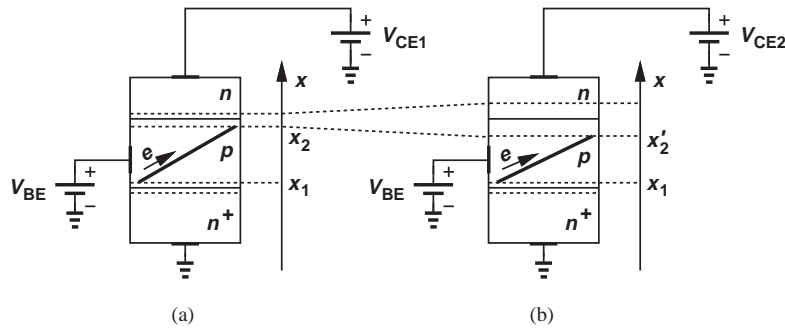 +
V_CE1
−
n
x
e
p
x_2
+
V_BE
−
x_1
n^+
(a)
+
V_CE2
−
n
x
e
p
x_2′
+
V_BE
−
x_1
n^+
(b)